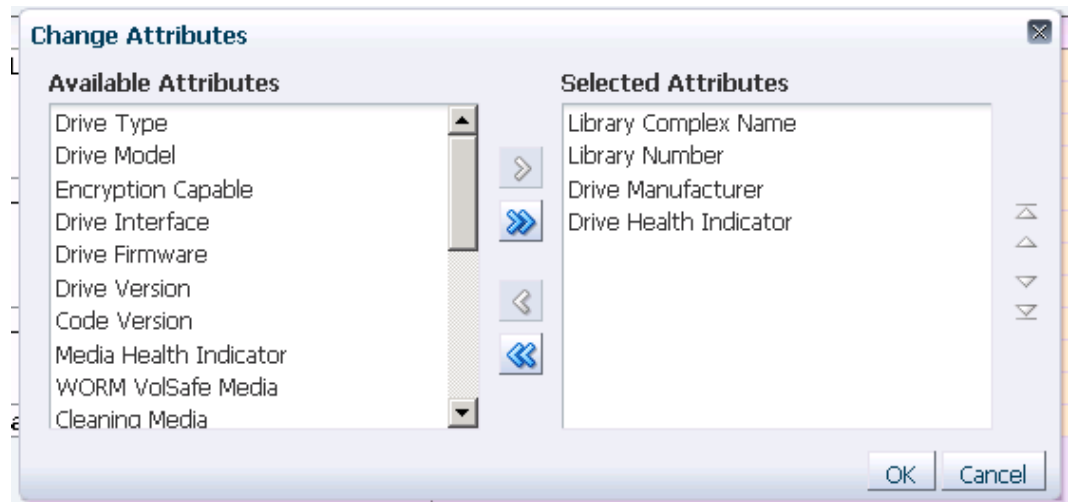 Change Attributes
Available Attributes
Drive Type
Drive Model
Encryption Capable
Drive Interface
Drive Firmware
Drive Version
Code Version
Media Health Indicator
WORM VolSafe Media
Cleaning Media
Selected Attributes
Library Complex Name
Library Number
Drive Manufacturer
Drive Health Indicator
OK
Cancel